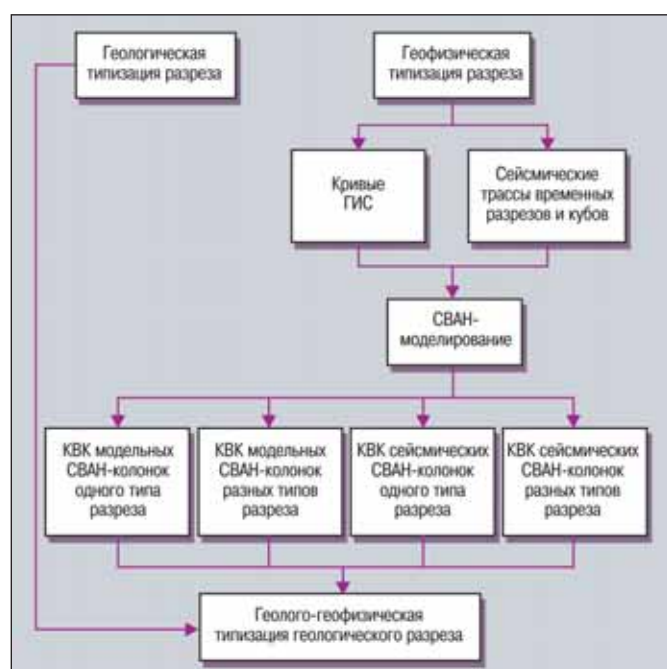 Геологическая
типизация разреза
Геофизическая
типизация разреза
Кривые
ГИС
Сейсмические
трассы временных
разрезов и кубов
СВАН-
моделирование
КВК модельных
СВАН-колонок
одного типа
разреза
КВК модельных
СВАН-колонок
разных типов
разреза
КВК сейсмических
СВАН-колонок
одного типа
разреза
КВК сейсмических
СВАН-колонок
разных типов
разреза
Геолого-геофизическая
типизация геологического разреза